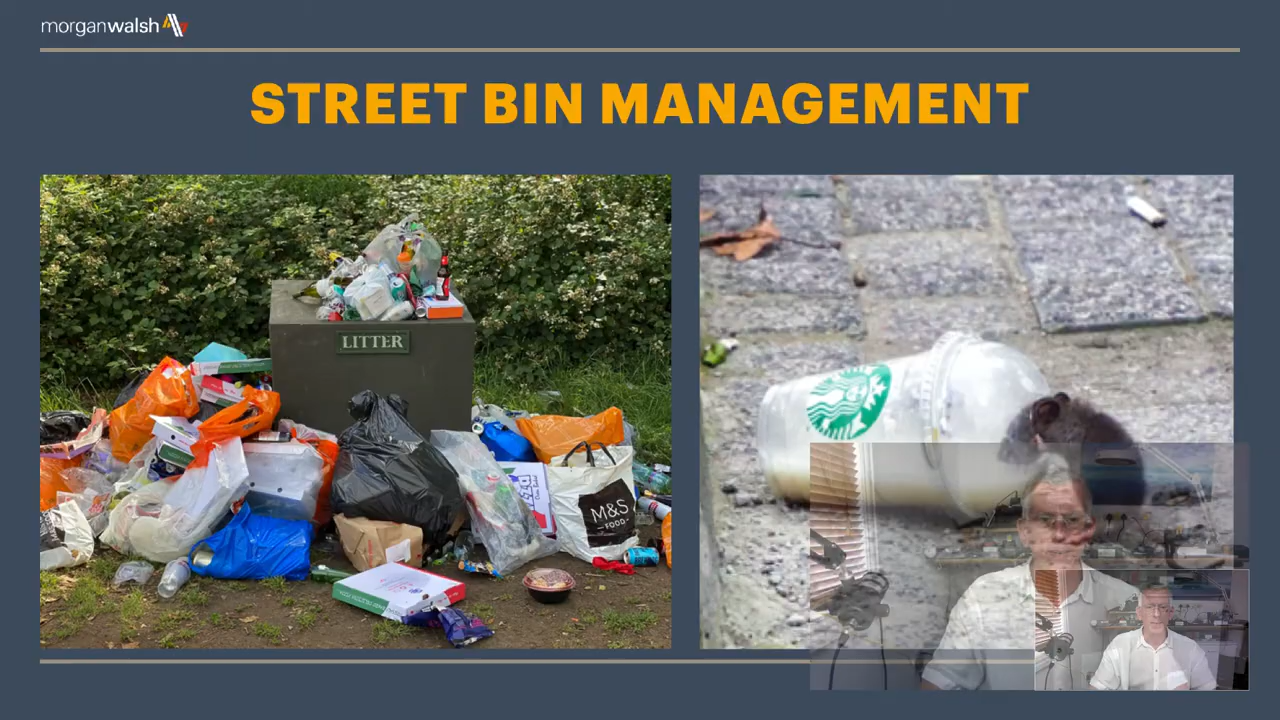 morganwalsh
STREET BIN MANAGEMENT
LITTER
M&S
FOOD